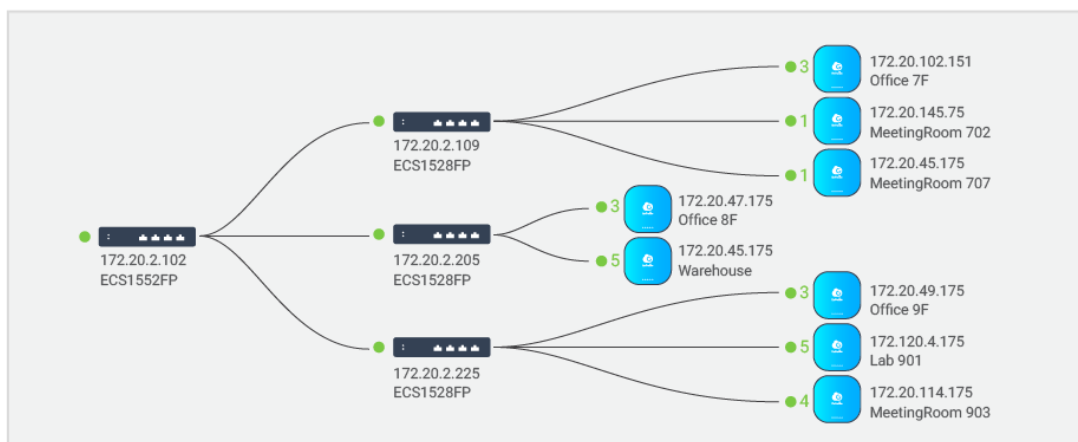 3
172.20.102.151
Office 7F
1
172.20.145.75
MeetingRoom 702
172.20.2.109
ECS1528FP
1
172.20.45.175
MeetingRoom 707
3
172.20.47.175
Office 8F
172.20.2.102
ECS1552FP
172.20.2.205
ECS1528FP
5
172.20.45.175
Warehouse
3
172.20.49.175
Office 9F
5
172.120.4.175
Lab 901
172.20.2.225
ECS1528FP
4
172.20.114.175
MeetingRoom 903